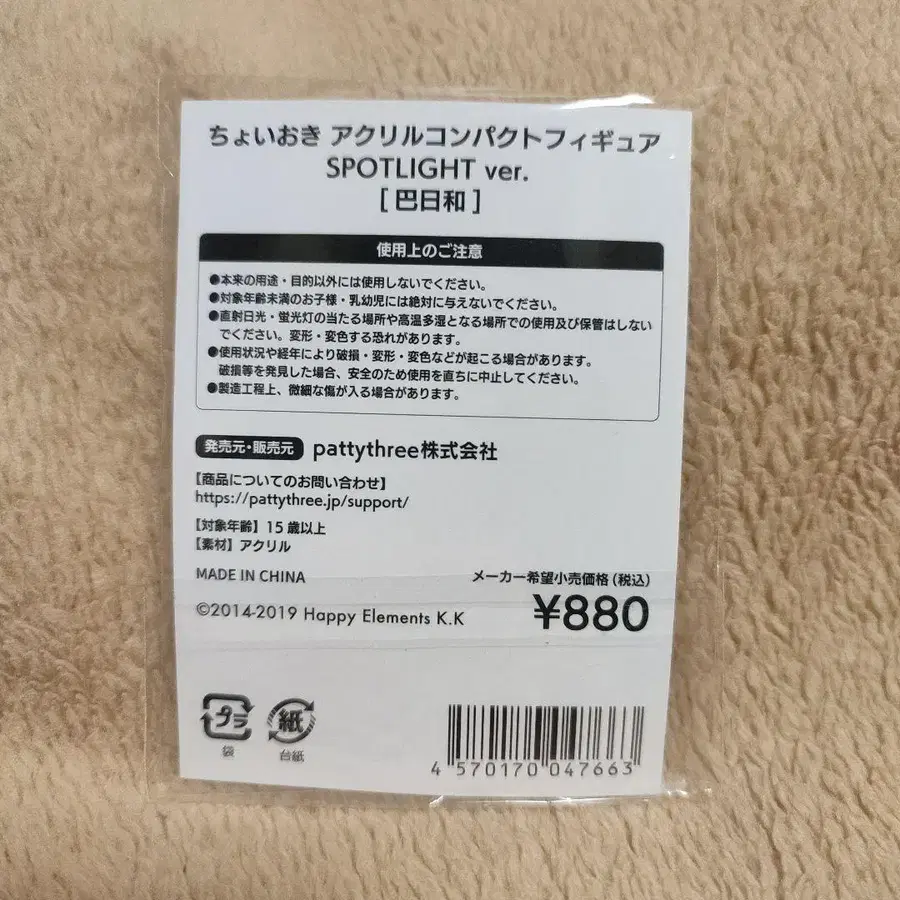 ちょいおき アクリルコンパクトフィギュア
SPOTLIGHT ver.
[ 巴日和 ]
使用上のご注意
●本来の用途・目的以外には使用しないでください。
●対象年齢未満のお子様・乳幼児には絶対に与えないでください。
●直射日光・蛍光灯の当たる場所や高温多湿となる場所での使用及び保管はしない
でください。変形・変色する恐れがあります。
●使用状況や経年により破損・変形・変色などが起こる場合があります。
破損等を発見した場合、安全のため使用を直ちに中止してください。
●製造工程上、微細な傷が入る場合があります。
発売元・販売元 pattythree株式会社
【商品についてのお問い合わせ】
https://pattythree.jp/support/
【対象年齢】15歳以上
【素材】アクリル
MADE IN CHINA
メーカー希望小売価格(税込)
¥880
©2014-2019 Happy Elements K.K
プラ 紙
袋 台紙
4 570170 047663